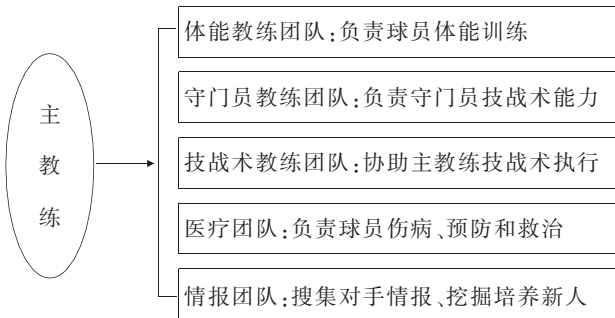 主教练
体能教练团队:负责球员体能训练
守门员教练团队:负责守门员技战术能力
技战术教练团队:协助主教练技战术执行
医疗团队:负责球员伤病、预防和救治
情报团队:搜集对手情报、挖掘培养新人